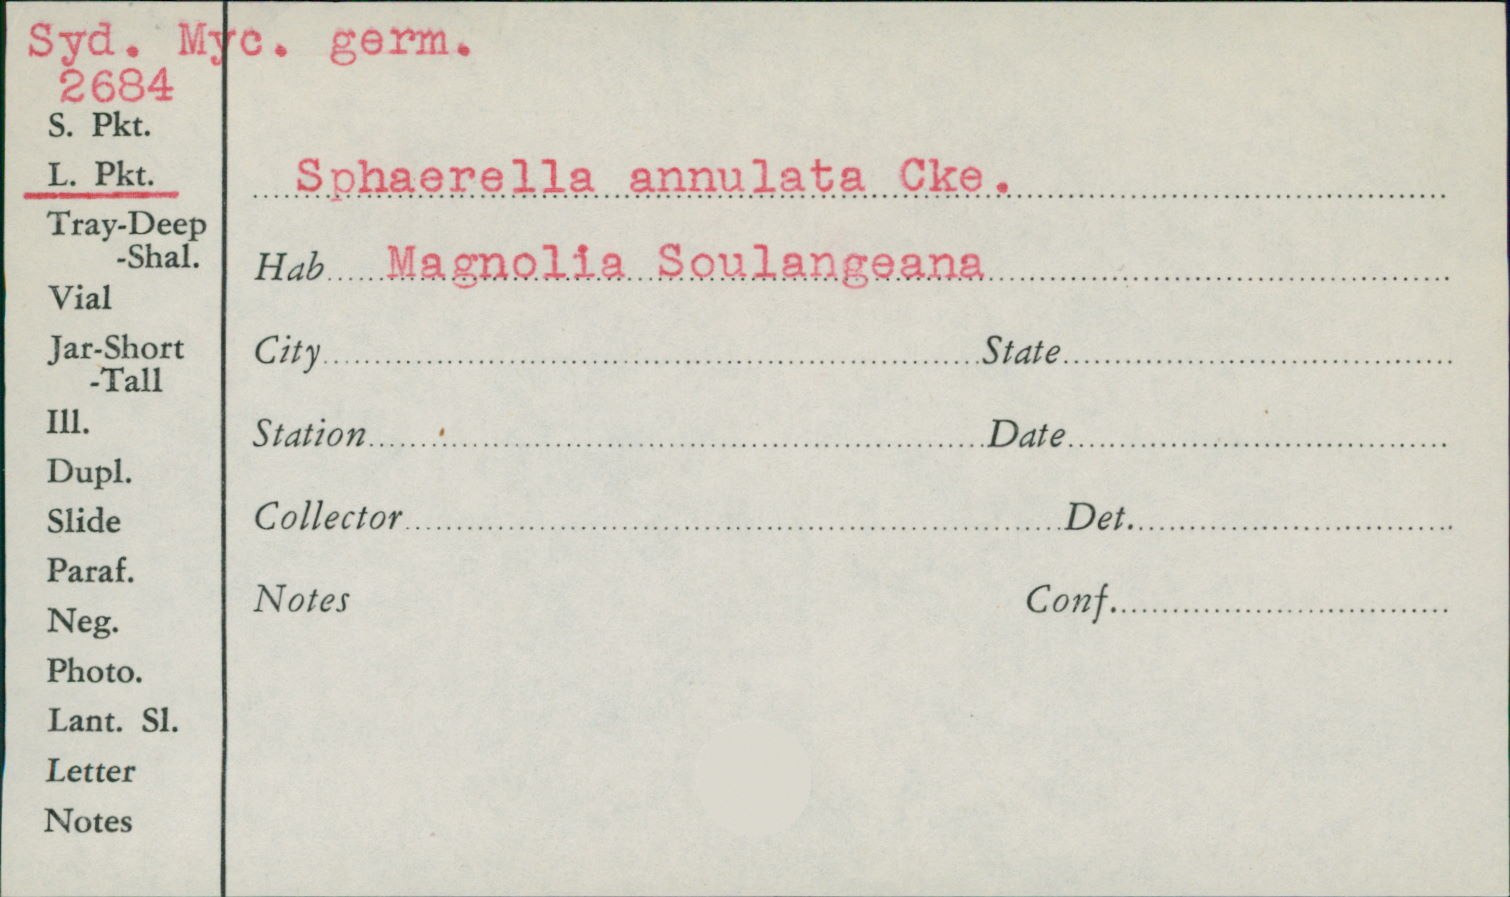 Syd. Myc. germ.
2684
S. Pkt.
L. Pkt.
Tray-Deep
-Shal.
Vial
Jar-Short
-Tall
Ill.
Dupl.
Slide
Paraf.
Neg.
Photo.
Lant. Sl.
Letter
Notes
Sphaerella annulata Cke.
Hab Magnolia Soulangeana
City State
Station Date
Collector Det.
Notes Conf.